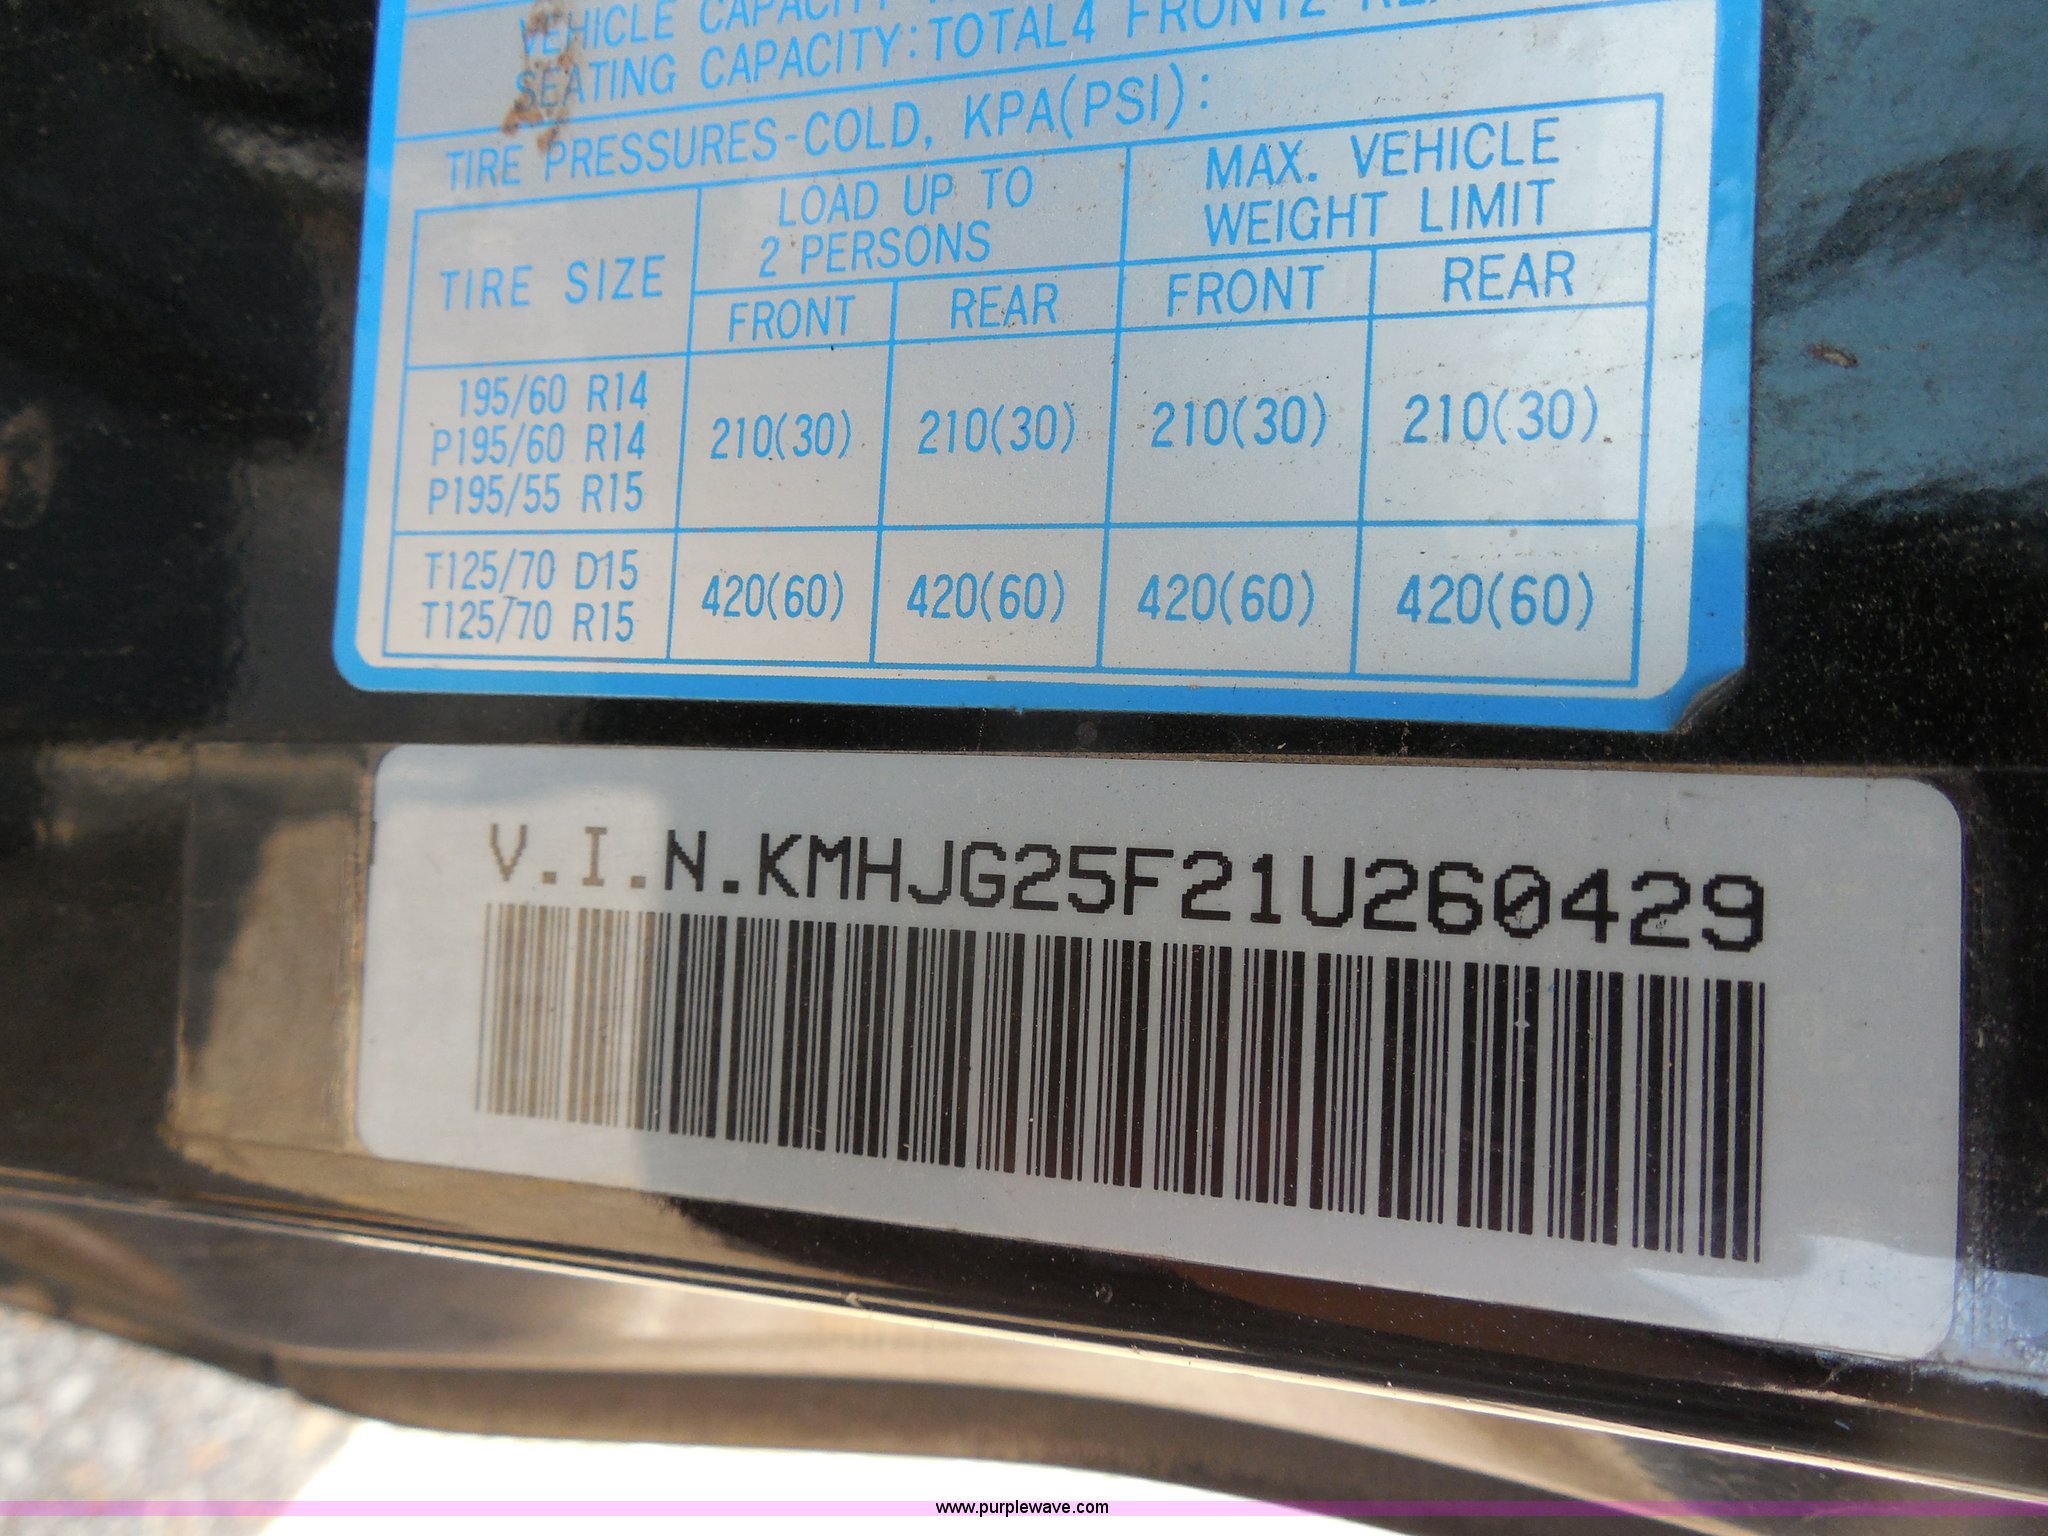 VEHICLE CAPACITY
SEATING CAPACITY:TOTAL4 FRONT2
TIRE PRESSURES-COLD, KPA(PSI):
TIRE SIZE
LOAD UP TO
2 PERSONS
MAX. VEHICLE
WEIGHT LIMIT
FRONT REAR FRONT REAR
195/60 R14
P195/60 R14
P195/55 R15
210(30) 210(30) 210(30) 210(30)
T125/70 D15
T125/70 R15
420(60) 420(60) 420(60) 420(60)
V.I.N.KMHJG25F21U260429
www.purplewave.com